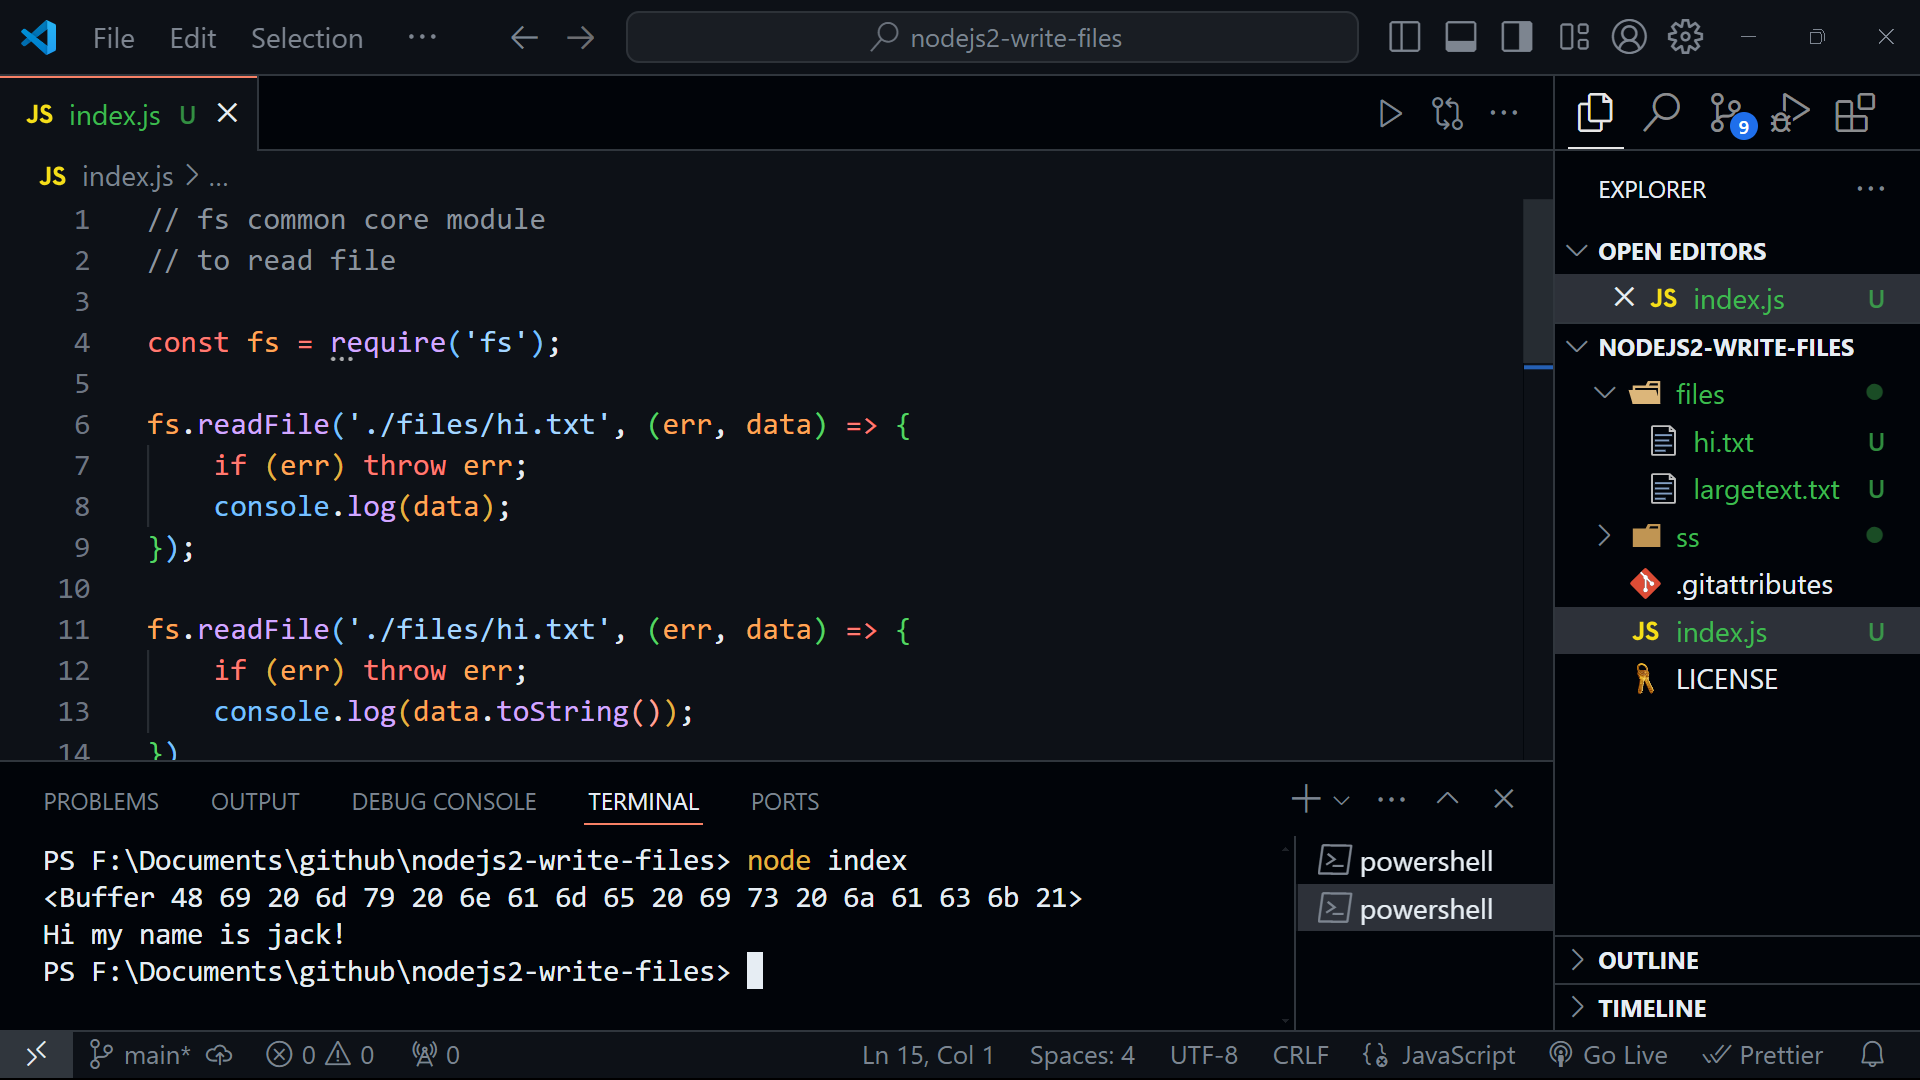 File Edit Selection ···
nodejs2-write-files
JS index.js U
JS index.js > ...
1 // fs common core module
2 // to read file
3
4 const fs = require('fs');
5
6 fs.readFile('./files/hi.txt', (err, data) => {
7 if (err) throw err;
8 console.log(data);
9 });
10
11 fs.readFile('./files/hi.txt', (err, data) => {
12 if (err) throw err;
13 console.log(data.toString());
14 })
PROBLEMS OUTPUT DEBUG CONSOLE TERMINAL PORTS
PS F:\Documents\github\nodejs2-write-files> node index
<Buffer 48 69 20 6d 79 20 6e 61 6d 65 20 69 73 20 6a 61 63 6b 21>
Hi my name is jack!
PS F:\Documents\github\nodejs2-write-files>
powershell
powershell
9
EXPLORER
OPEN EDITORS
JS index.js U
NODEJS2-WRITE-FILES
files
hi.txt U
largetext.txt U
ss
.gitattributes
JS index.js U
LICENSE
OUTLINE
TIMELINE
main* 0 0 0 Ln 15, Col 1 Spaces: 4 UTF-8 CRLF JavaScript Go Live Prettier